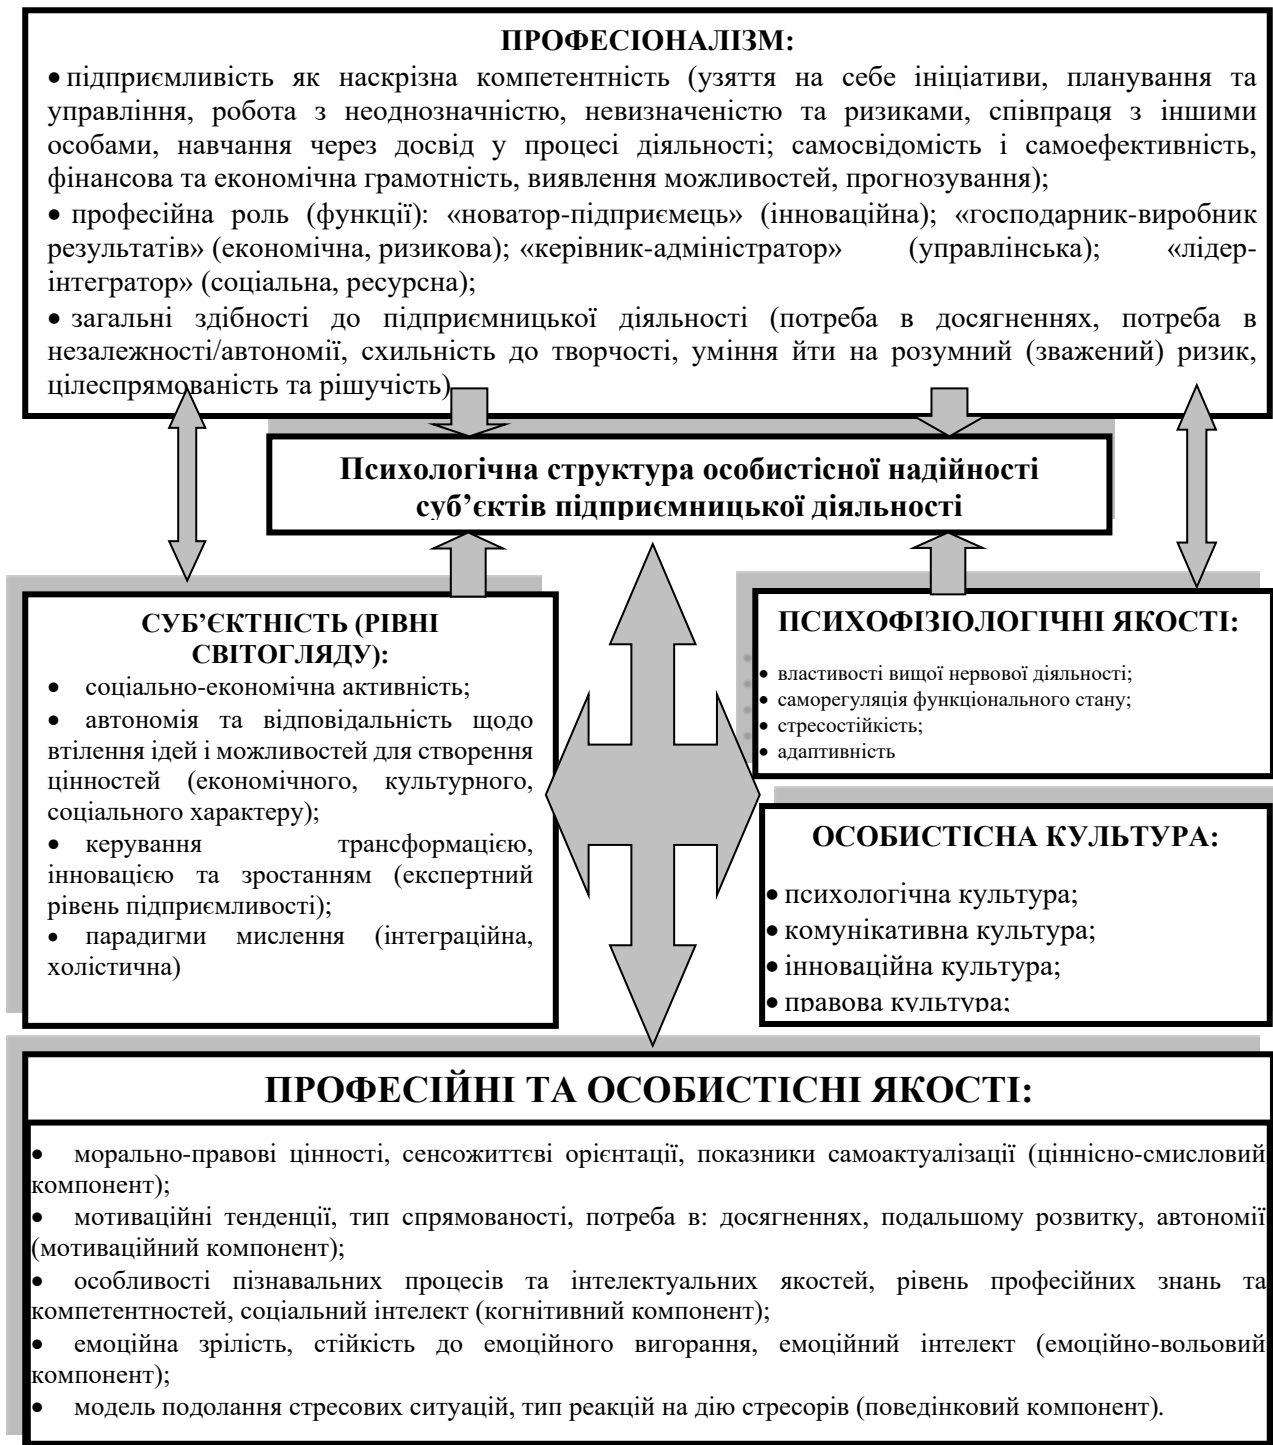 ПРОФЕСІОНАЛІЗМ:
• підприємливість як наскрізна компетентність (узяття на себе ініціативи, планування та
управління, робота з неоднозначністю, невизначеністю та ризиками, співпраця з іншими
особами, навчання через досвід у процесі діяльності; самосвідомість і самоефективність,
фінансова та економічна грамотність, виявлення можливостей, прогнозування);
• професійна роль (функції): «новатор-підприємець» (інноваційна); «господарник-виробник
результатів» (економічна, ризикова); «керівник-адміністратор» (управлінська); «лідер-
інтегратор» (соціальна, ресурсна);
• загальні здібності до підприємницької діяльності (потреба в досягненнях, потреба в
незалежності/автономії, схильність до творчості, уміння йти на розумний (зважений) ризик,
цілеспрямованість та рішучість)
Психологічна структура особистісної надійності
суб’єктів підприємницької діяльності
СУБ’ЄКТНІСТЬ (РІВНІ
СВІТОГЛЯДУ):
• соціально-економічна активність;
• автономія та відповідальність щодо
втілення ідей і можливостей для створення
цінностей (економічного, культурного,
соціального характеру);
• керування трансформацією,
інновацією та зростанням (експертний
рівень підприємливості);
• парадигми мислення (інтеграційна,
холістична)
ПСИХОФІЗІОЛОГІЧНІ ЯКОСТІ:
• властивості вищої нервової діяльності;
• саморегуляція функціонального стану;
• стресостійкість;
• адаптивність
ОСОБИСТІСНА КУЛЬТУРА:
• психологічна культура;
• комунікативна культура;
• інноваційна культура;
• правова культура;
ПРОФЕСІЙНІ ТА ОСОБИСТІСНІ ЯКОСТІ:
• морально-правові цінності, сенсожиттєві орієнтації, показники самоактуалізації (ціннісно-смисловий
компонент);
• мотиваційні тенденції, тип спрямованості, потреба в: досягненнях, подальшому розвитку, автономії
(мотиваційний компонент);
• особливості пізнавальних процесів та інтелектуальних якостей, рівень професійних знань та
компетентностей, соціальний інтелект (когнітивний компонент);
• емоційна зрілість, стійкість до емоційного вигорання, емоційний інтелект (емоційно-вольовий
компонент);
• модель подолання стресових ситуацій, тип реакцій на дію стресорів (поведінковий компонент).